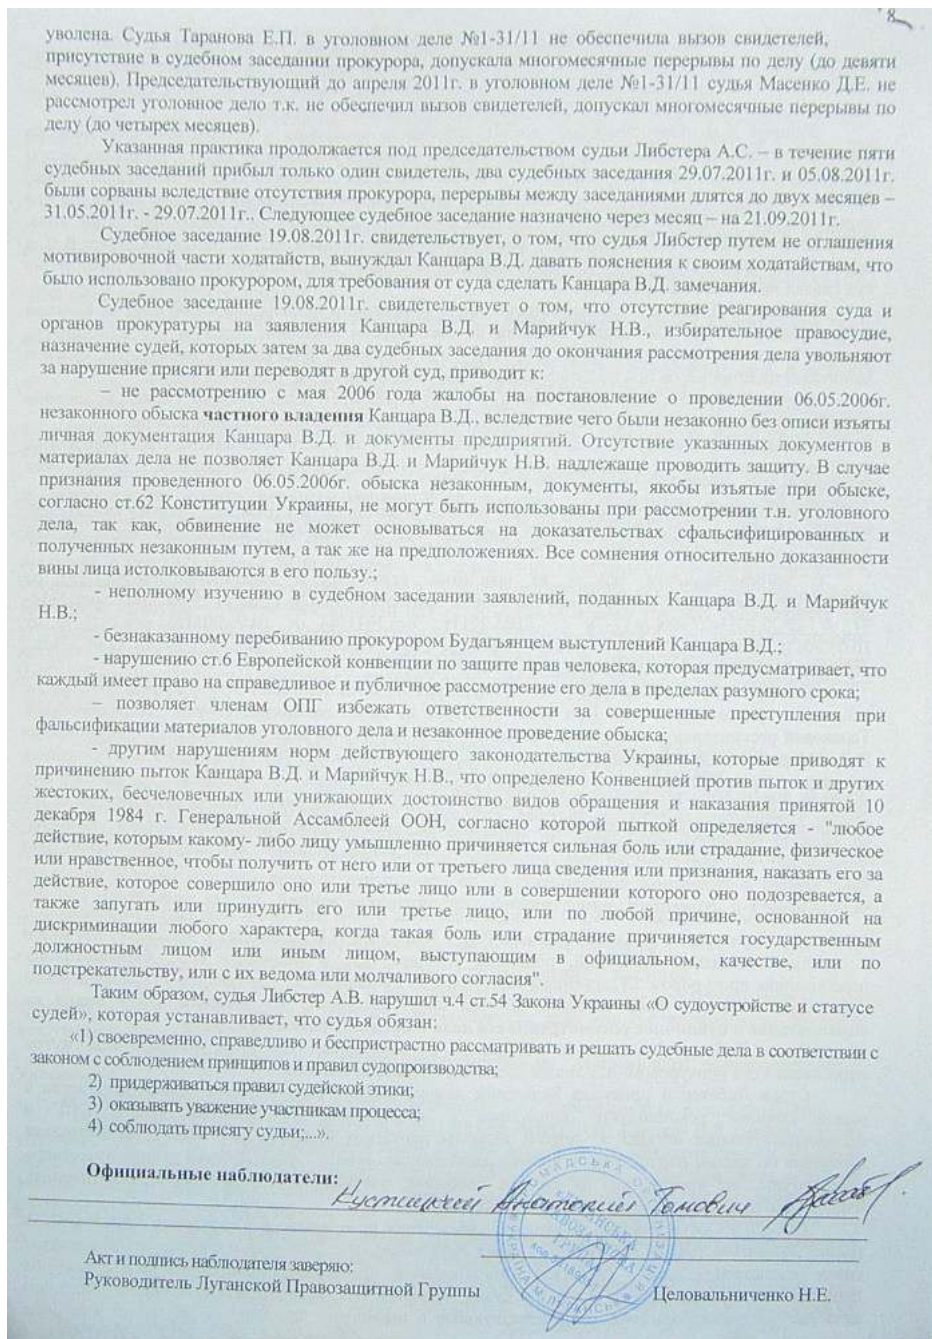 8
уволена. Судья Таранова Е.П. в уголовном деле №1-31/11 не обеспечила вызов свидетелей,
присутствие в судебном заседании прокурора, допускала многомесячные перерывы по делу (до девяти
месяцев). Председательствующий до апреля 2011г. в уголовном деле №1-31/11 судья Масенко Д.Е. не
рассмотрел уголовное дело т.к. не обеспечил вызов свидетелей, допускал многомесячные перерывы по
делу (до четырех месяцев).
Указанная практика продолжается под председательством судьи Либстера А.С. – в течение пяти
судебных заседаний прибыл только один свидетель, два судебных заседания 29.07.2011г. и 05.08.2011г.
были сорваны вследствие отсутствия прокурора, перерывы между заседаниями длятся до двух месяцев –
31.05.2011г. - 29.07.2011г.. Следующее судебное заседание назначено через месяц – на 21.09.2011г.
Судебное заседание 19.08.2011г. свидетельствует, о том, что судья Либстер путем не оглашения
мотивировочной части ходатайств, вынуждал Канцара В.Д. давать пояснения к своим ходатайствам, что
было использовано прокурором, для требования от суда сделать Канцара В.Д. замечания.
Судебное заседание 19.08.2011г. свидетельствует о том, что отсутствие реагирования суда и
органов прокуратуры на заявления Канцара В.Д. и Марийчук Н.В., избирательное правосудие,
назначение судей, которых затем за два судебных заседания до окончания рассмотрения дела увольняют
за нарушение присяги или переводят в другой суд, приводит к:
– не рассмотрению с мая 2006 года жалобы на постановление о проведении 06.05.2006г.
незаконного обыска частного владения Канцара В.Д., вследствие чего были незаконно без описи изъяты
личная документация Канцара В.Д. и документы предприятий. Отсутствие указанных документов в
материалах дела не позволяет Канцара В.Д. и Марийчук Н.В. надлежаще проводить защиту. В случае
признания проведенного 06.05.2006г. обыска незаконным, документы, якобы изъятые при обыске,
согласно ст.62 Конституции Украины, не могут быть использованы при рассмотрении т.н. уголовного
дела, так как, обвинение не может основываться на доказательствах сфальсифицированных и
полученных незаконным путем, а так же на предположениях. Все сомнения относительно доказанности
вины лица истолковываются в его пользу.;
- неполному изучению в судебном заседании заявлений, поданных Канцара В.Д. и Марийчук
Н.В.;
- безнаказанному перебиванию прокурором Будагъянцем выступлений Канцара В.Д.;
- нарушению ст.6 Европейской конвенции по защите прав человека, которая предусматривает, что
каждый имеет право на справедливое и публичное рассмотрение его дела в пределах разумного срока;
– позволяет членам ОПГ избежать ответственности за совершенные преступления при
фальсификации материалов уголовного дела и незаконное проведение обыска;
- другим нарушениям норм действующего законодательства Украины, которые приводят к
причинению пыток Канцара В.Д. и Марийчук Н.В., что определено Конвенцией против пыток и других
жестоких, бесчеловечных или унижающих достоинство видов обращения и наказания принятой 10
декабря 1984 г. Генеральной Ассамблеей ООН, согласно которой пыткой определяется - "любое
действие, которым какому- либо лицу умышленно причиняется сильная боль или страдание, физическое
или нравственное, чтобы получить от него или от третьего лица сведения или признания, наказать его за
действие, которое совершило оно или третье лицо или в совершении которого оно подозревается, а
также запугать или принудить его или третье лицо, или по любой причине, основанной на
дискриминации любого характера, когда такая боль или страдание причиняется государственным
должностным лицом или иным лицом, выступающим в официальном, качестве, или по
подстрекательству, или с их ведома или молчаливого согласия".
Таким образом, судья Либстер А.В. нарушил ч.4 ст.54 Закона Украины «О судоустройстве и статусе
судей», которая устанавливает, что судья обязан:
«1) своевременно, справедливо и беспристрастно рассматривать и решать судебные дела в соответствии с
законом с соблюдением принципов и правил судопроизводства;
2) придерживаться правил судейской этики;
3) оказывать уважение участникам процесса;
4) соблюдать присягу судьи;...».
Официальные наблюдатели:
Анатолий Томович
Акт и подпись наблюдателя заверяю:
Руководитель Луганской Правозащитной Группы Целовальниченко Н.Е.